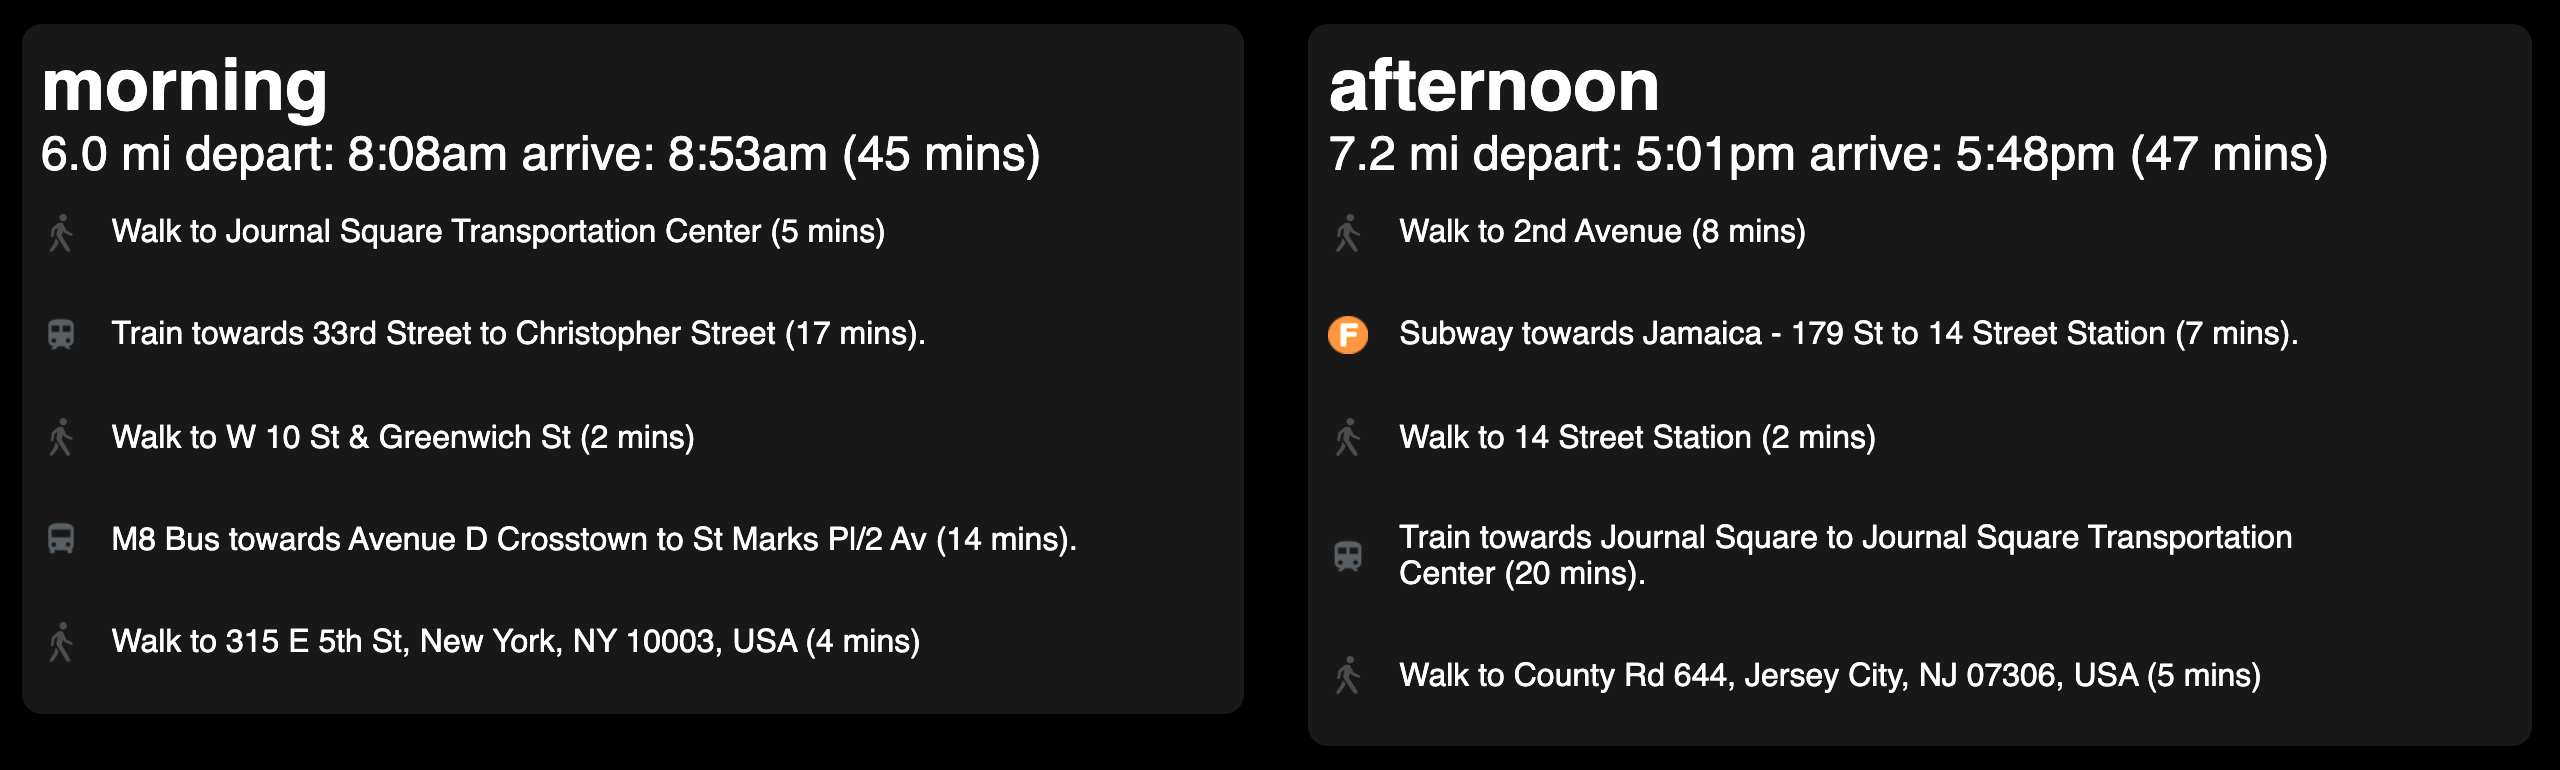 morning
6.0 mi depart: 8:08am arrive: 8:53am (45 mins)
Walk to Journal Square Transportation Center (5 mins)
Train towards 33rd Street to Christopher Street (17 mins).
Walk to W 10 St & Greenwich St (2 mins)
M8 Bus towards Avenue D Crosstown to St Marks Pl/2 Av (14 mins).
Walk to 315 E 5th St, New York, NY 10003, USA (4 mins)
afternoon
7.2 mi depart: 5:01pm arrive: 5:48pm (47 mins)
Walk to 2nd Avenue (8 mins)
F Subway towards Jamaica - 179 St to 14 Street Station (7 mins).
Walk to 14 Street Station (2 mins)
Train towards Journal Square to Journal Square Transportation
Center (20 mins).
Walk to County Rd 644, Jersey City, NJ 07306, USA (5 mins)